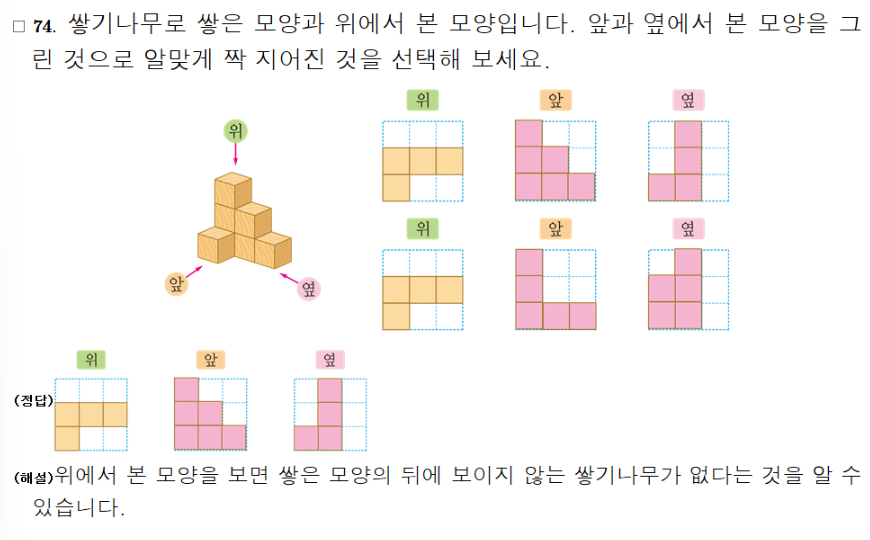 □ 74. 쌓기나무로 쌓은 모양과 위에서 본 모양입니다. 앞과 옆에서 본 모양을 그
린 것으로 알맞게 짝 지어진 것을 선택해 보세요.
위 앞 옆
위
앞 옆
위 앞 옆
위 앞 옆
(정답)
(해설)위에서 본 모양을 보면 쌓은 모양의 뒤에 보이지 않는 쌓기나무가 없다는 것을 알 수
있습니다.